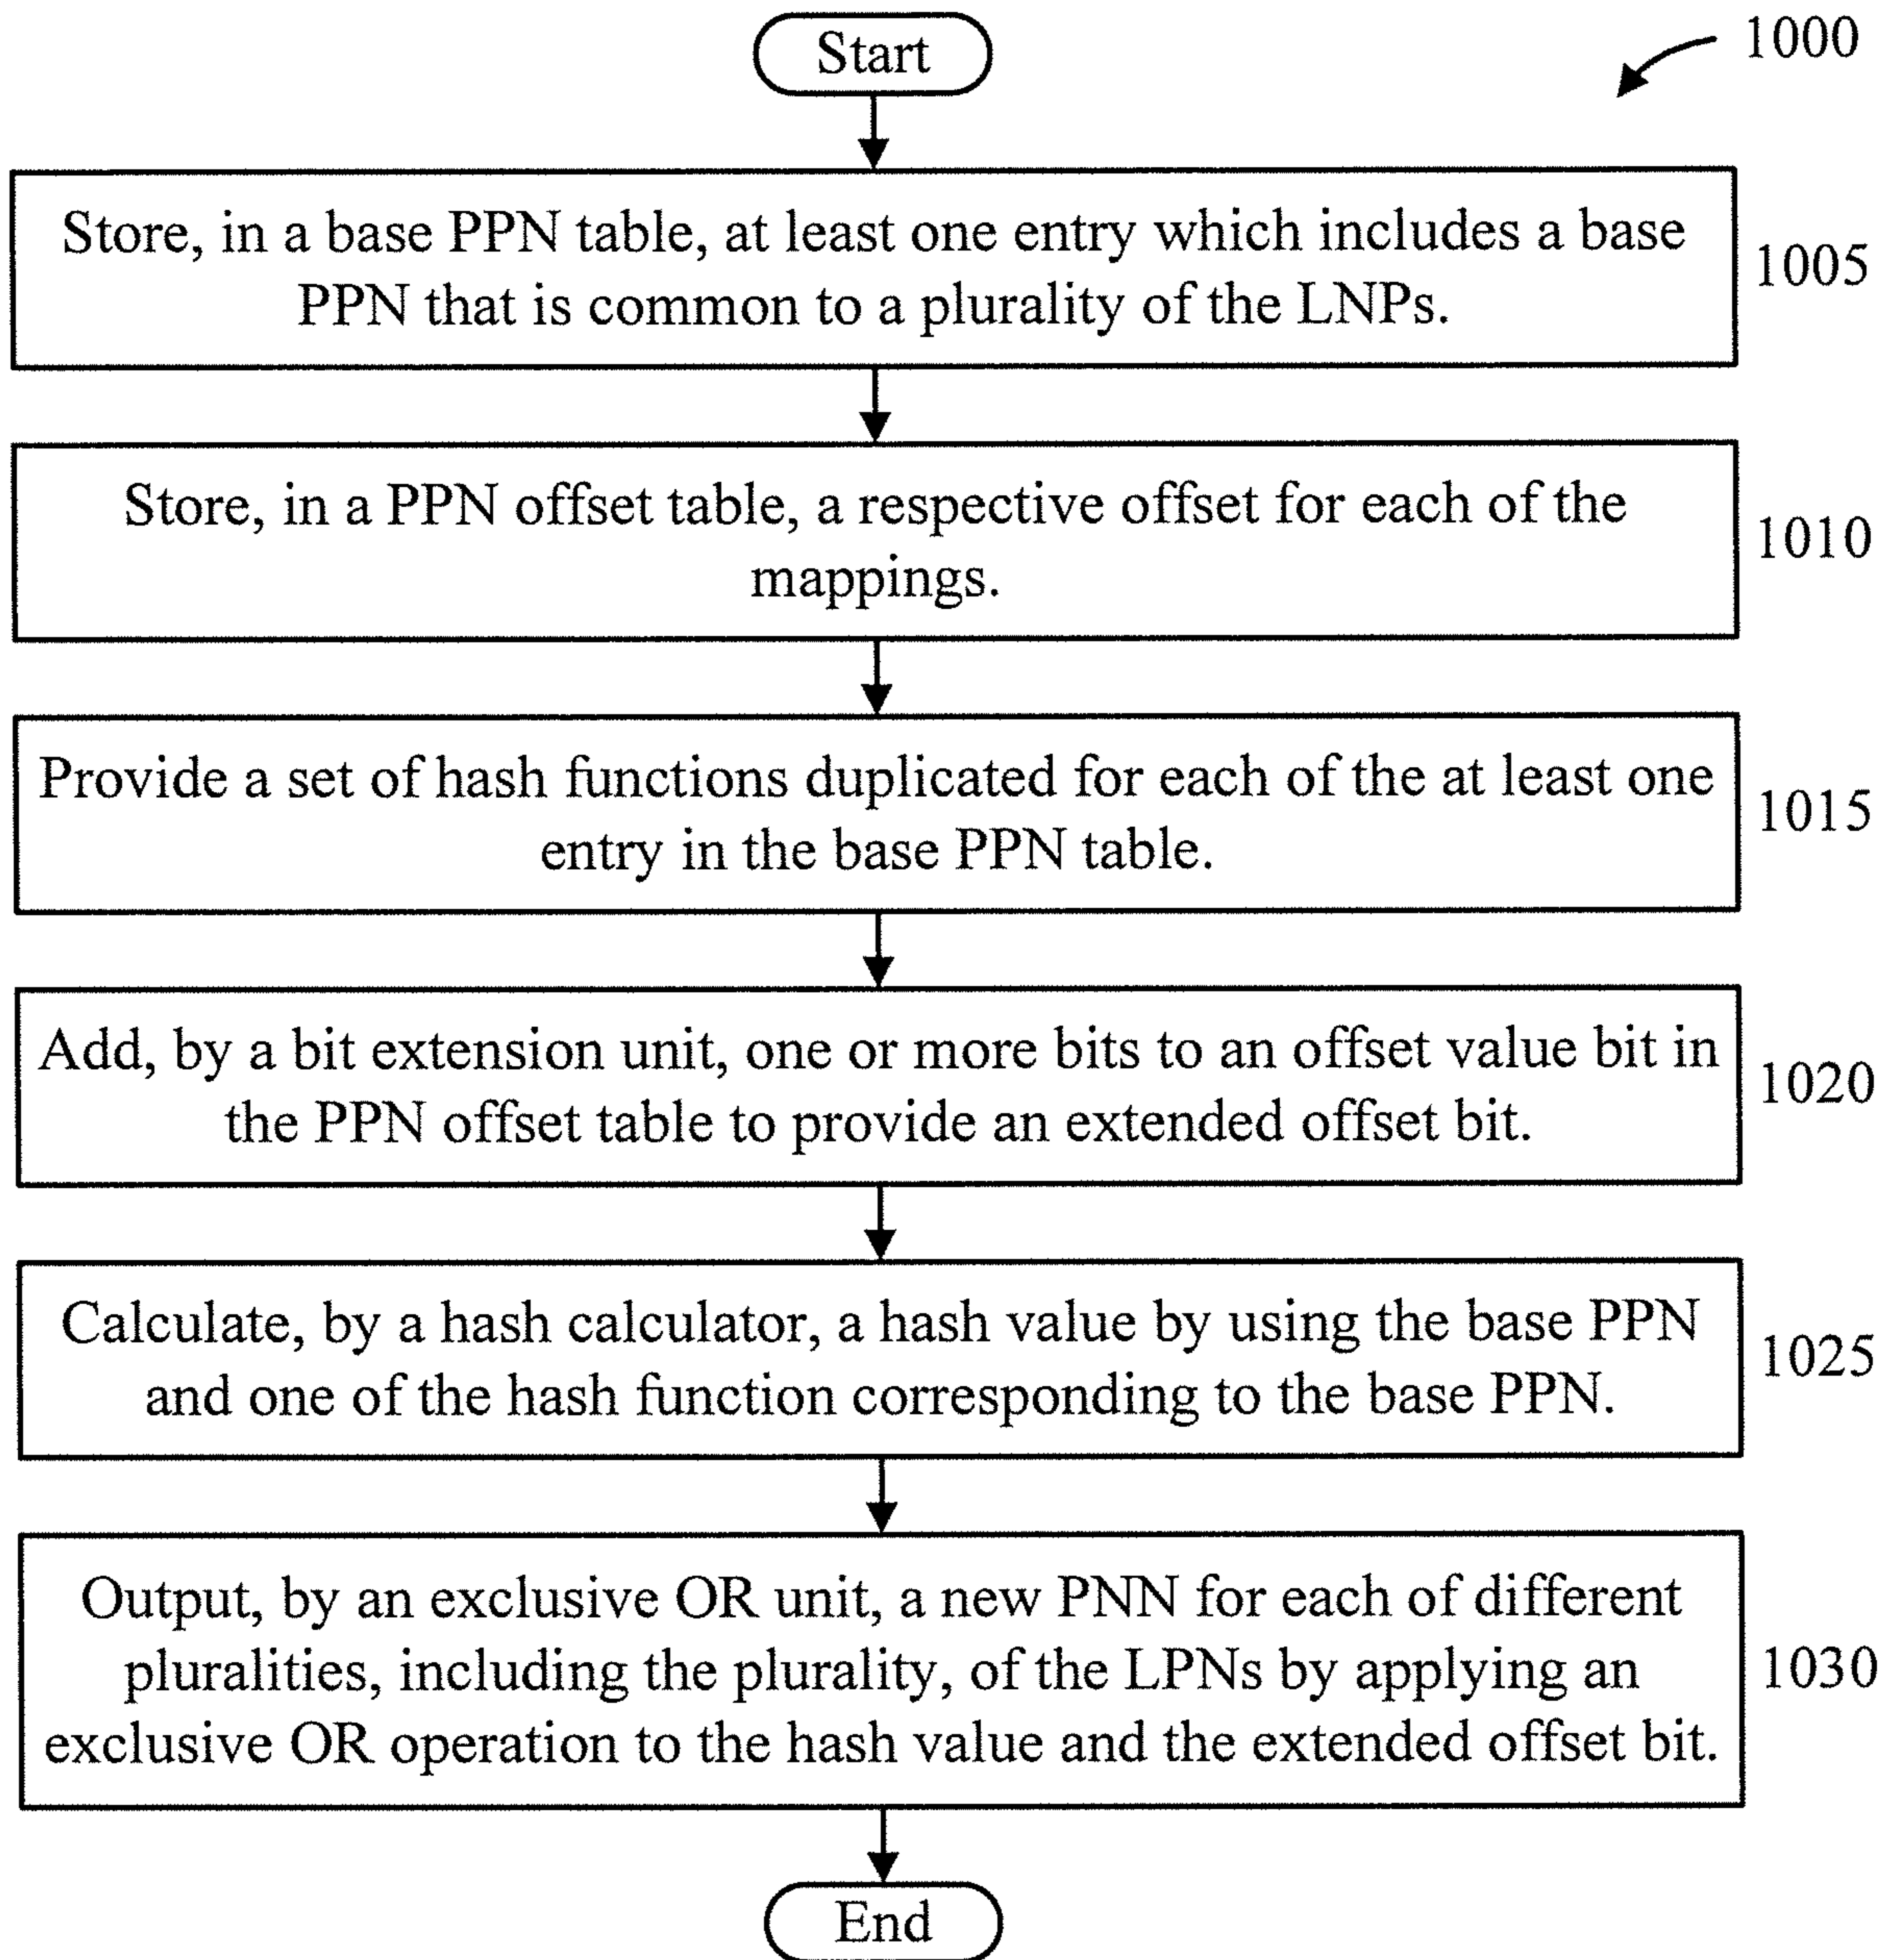 Start
1000
Store, in a base PPN table, at least one entry which includes a base
PPN that is common to a plurality of the LNPs.
1005
Store, in a PPN offset table, a respective offset for each of the
mappings.
1010
Provide a set of hash functions duplicated for each of the at least one
entry in the base PPN table.
1015
Add, by a bit extension unit, one or more bits to an offset value bit in
the PPN offset table to provide an extended offset bit.
1020
Calculate, by a hash calculator, a hash value by using the base PPN
and one of the hash function corresponding to the base PPN.
1025
Output, by an exclusive OR unit, a new PNN for each of different
pluralities, including the plurality, of the LPNs by applying an
exclusive OR operation to the hash value and the extended offset bit.
1030
End